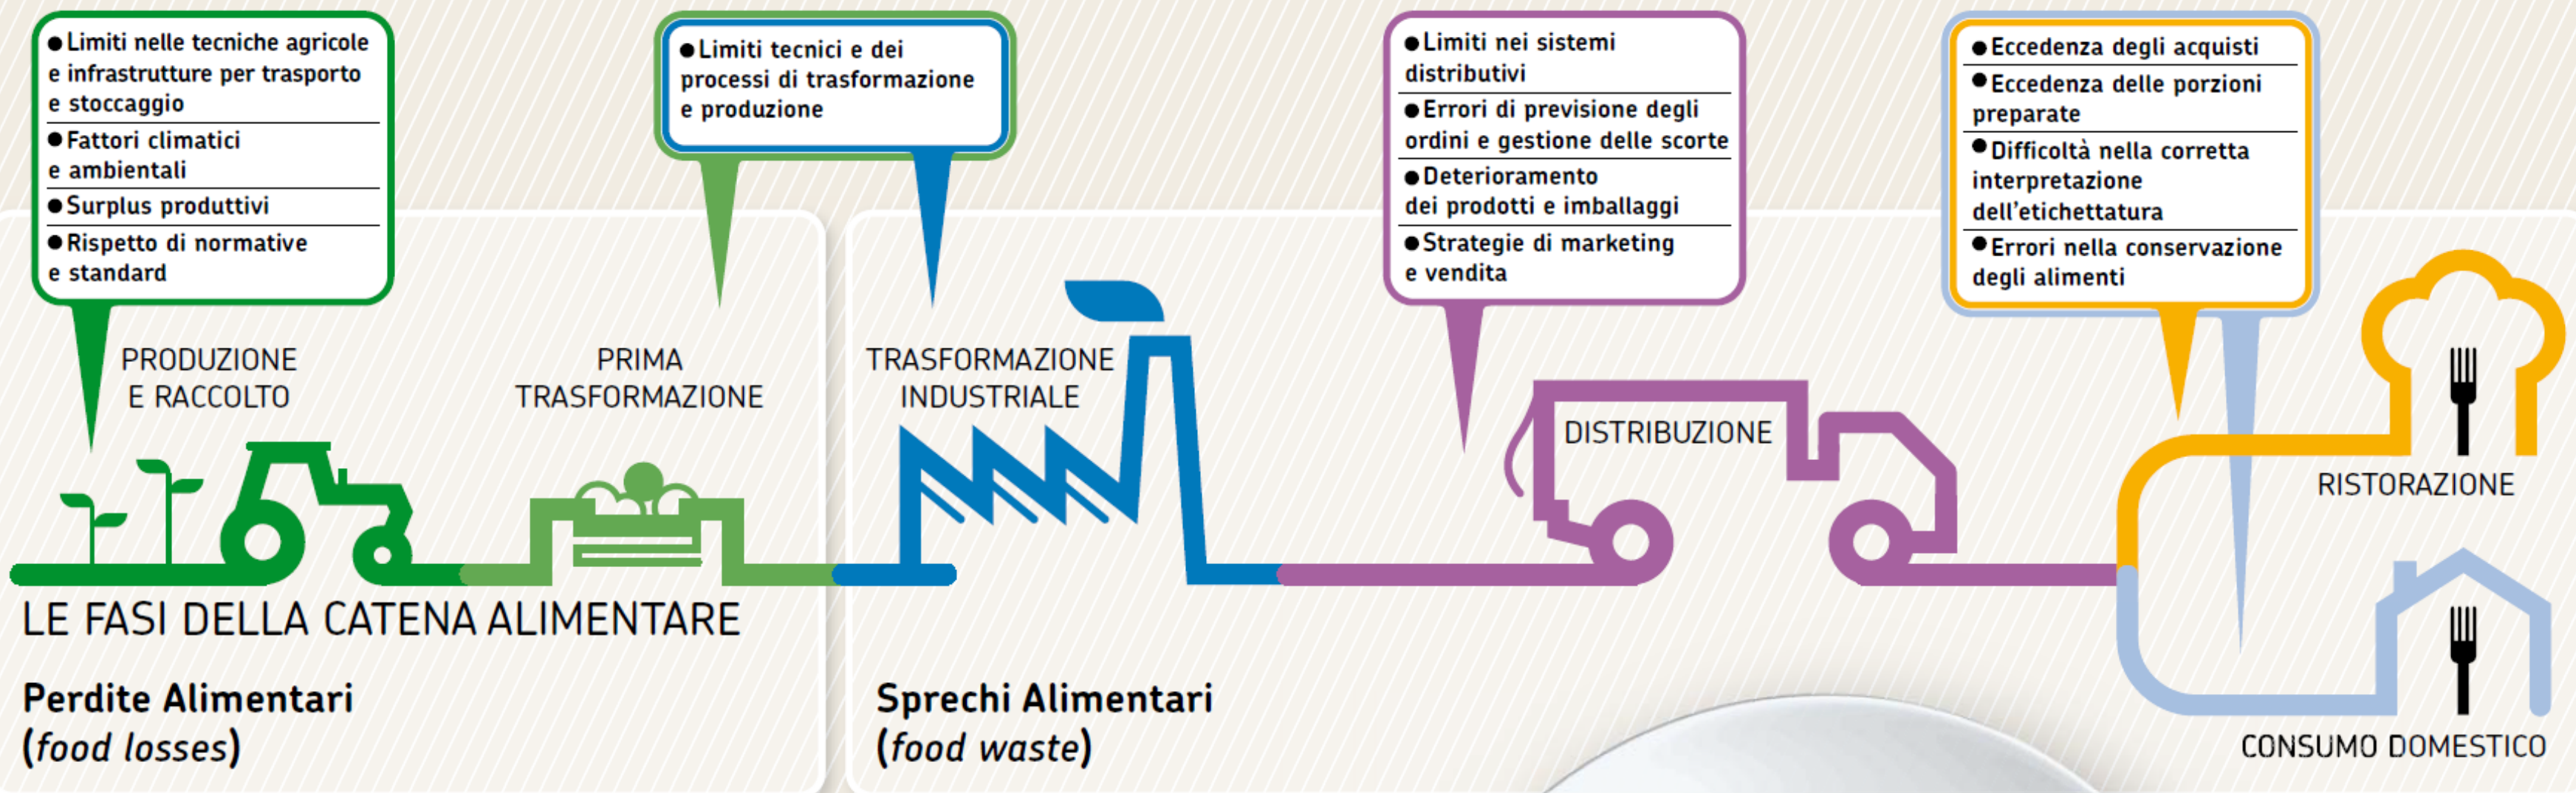 ● Limiti nelle tecniche agricole
e infrastrutture per trasporto
e stoccaggio
● Fattori climatici
e ambientali
● Surplus produttivi
● Rispetto di normative
e standard
● Limiti tecnici e dei
processi di trasformazione
e produzione
● Limiti nei sistemi
distributivi
● Errori di previsione degli
ordini e gestione delle scorte
● Deterioramento
dei prodotti e imballaggi
● Strategie di marketing
e vendita
● Eccedenza degli acquisti
● Eccedenza delle porzioni
preparate
● Difficoltà nella corretta
interpretazione
dell'etichettatura
● Errori nella conservazione
degli alimenti
PRODUZIONE
E RACCOLTO
PRIMA
TRASFORMAZIONE
TRASFORMAZIONE
INDUSTRIALE
DISTRIBUZIONE
RISTORAZIONE
CONSUMO DOMESTICO
LE FASI DELLA CATENA ALIMENTARE
Perdite Alimentari
(food losses)
Sprechi Alimentari
(food waste)